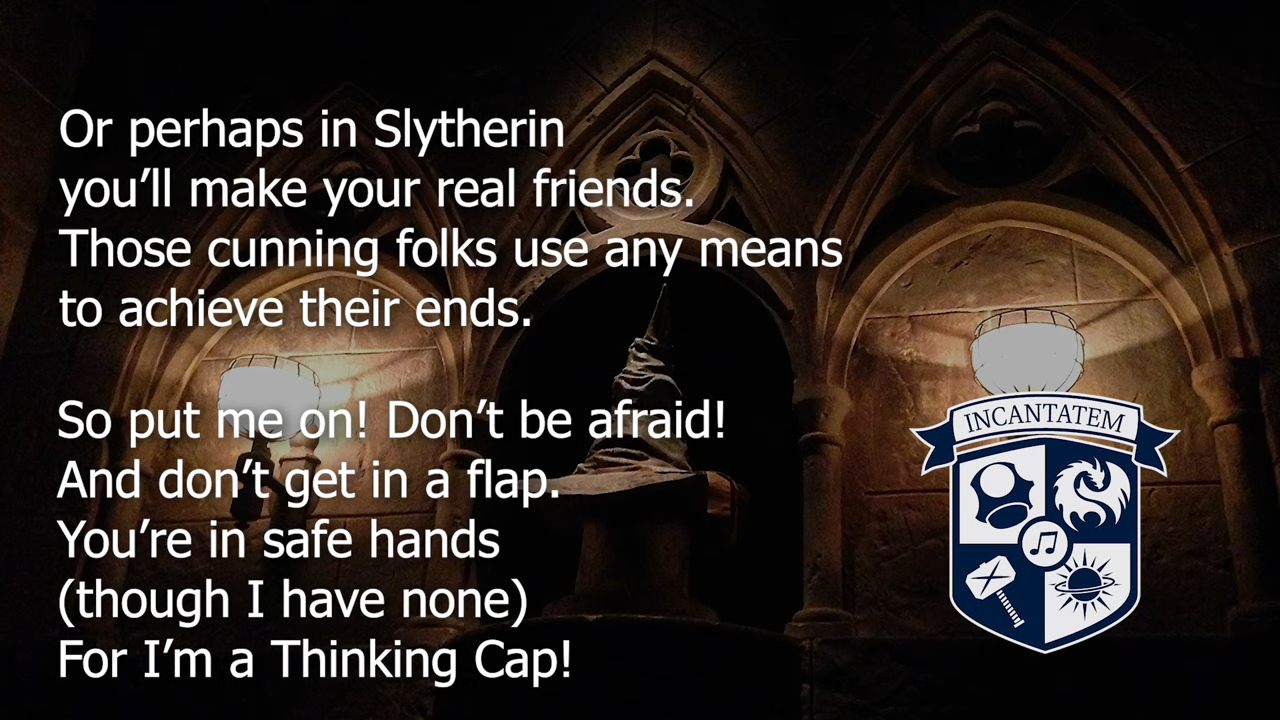 Or perhaps in Slytherin
you’ll make your real friends.
Those cunning folks use any means
to achieve their ends.
So put me on! Don’t be afraid!
And don’t get in a flap.
You’re in safe hands
(though I have none)
For I’m a Thinking Cap!
INCANTATEM